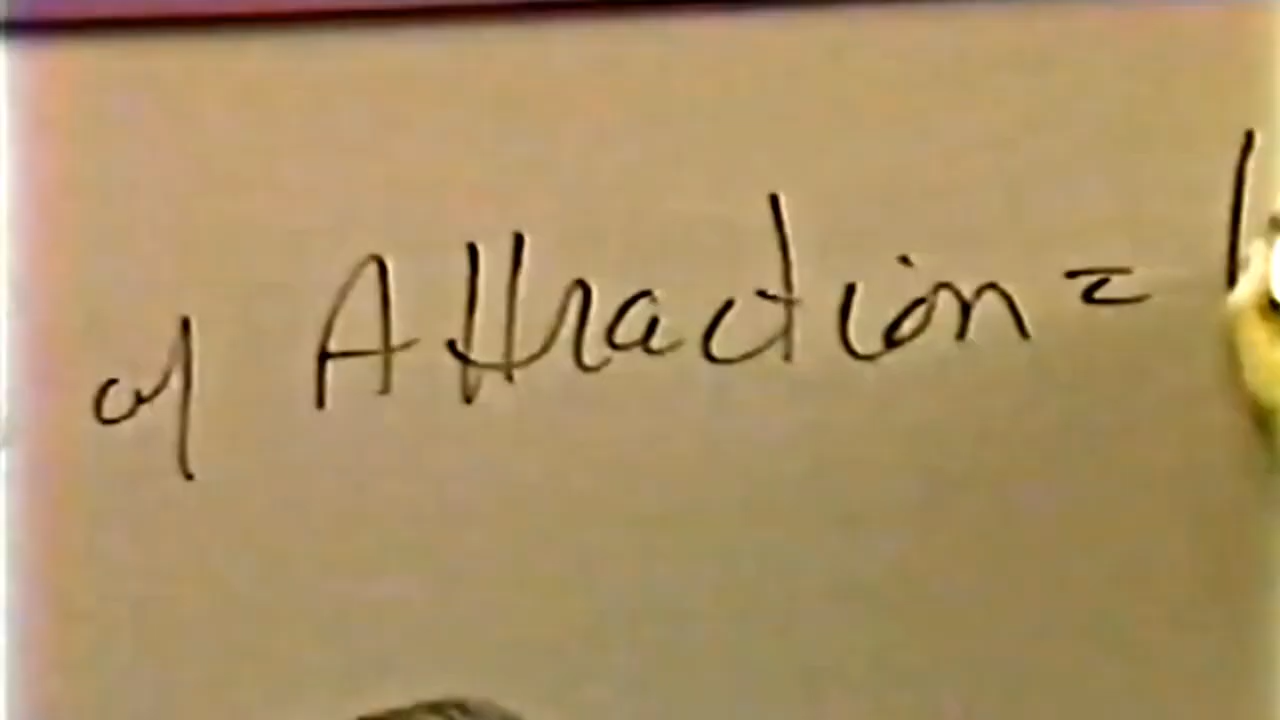 of Attraction =